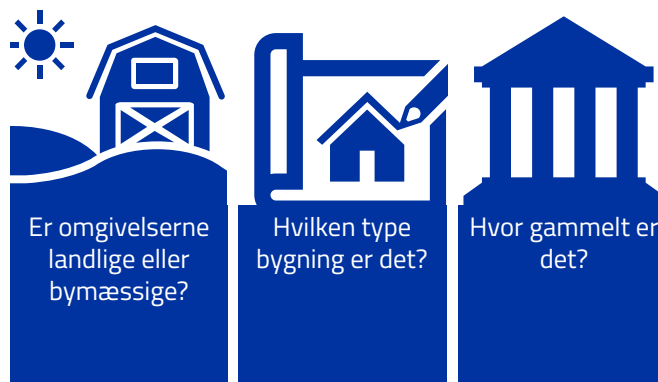 Er omgivelserne
landlige eller
bymæssige?
Hvilken type
bygning er det?
Hvor gammelt er
det?